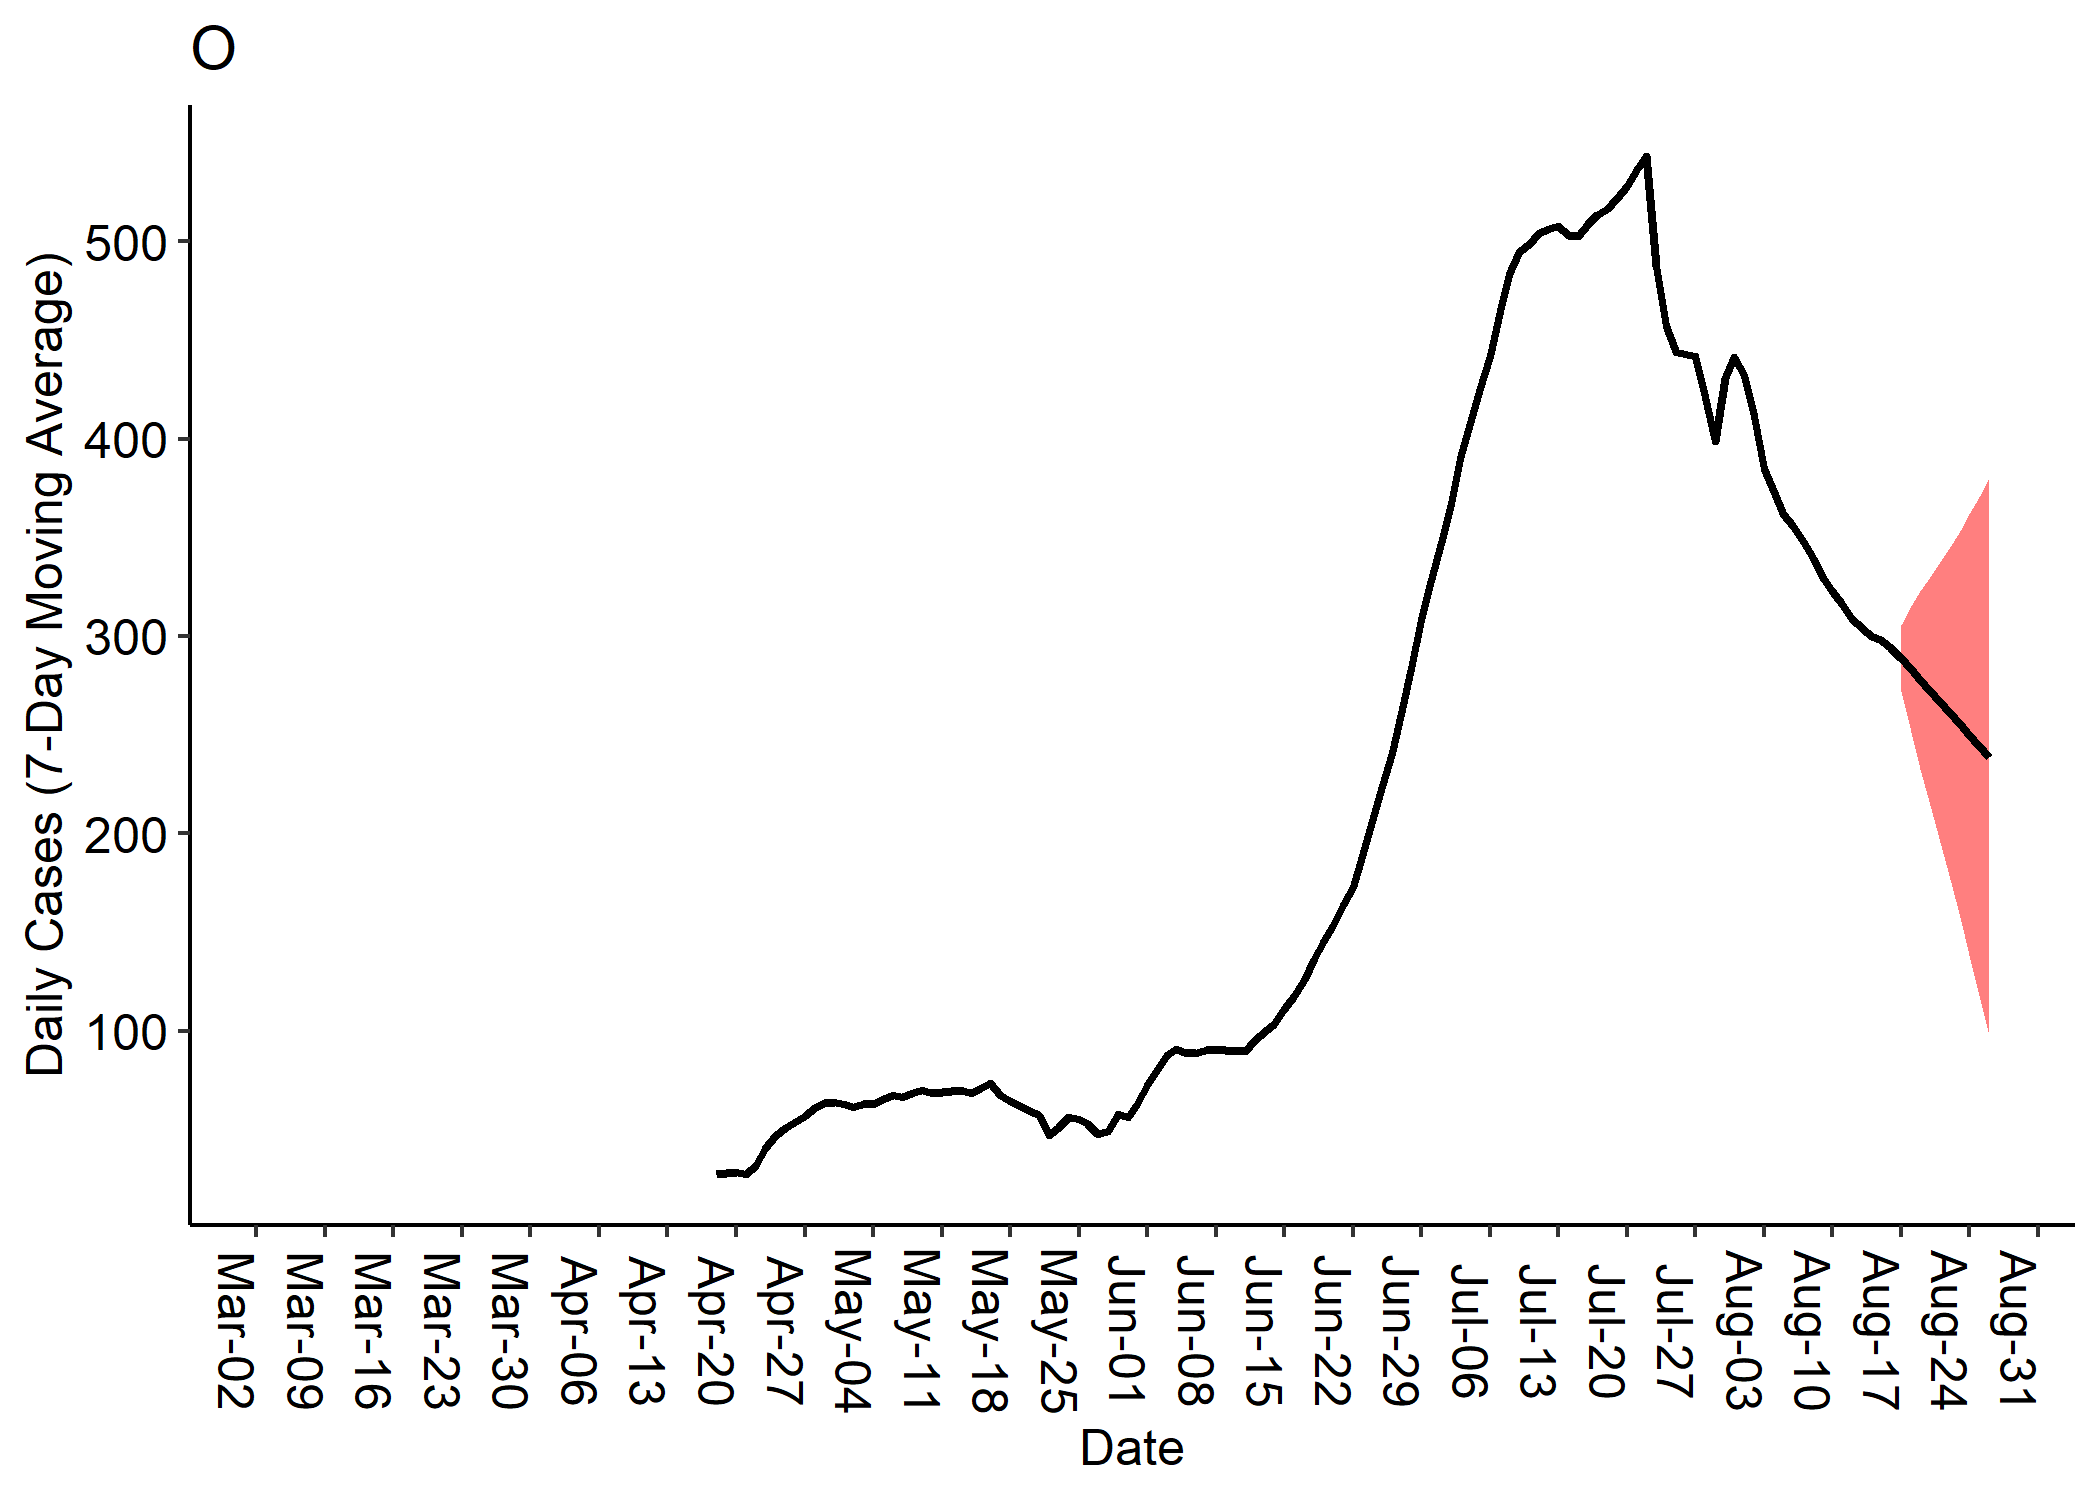 O
Daily Cases (7-Day Moving Average)
500
400
300
200
100
Mar-02
Mar-09
Mar-16
Mar-23
Mar-30
Apr-06
Apr-13
Apr-20
Apr-27
May-04
May-11
May-18
May-25
Jun-01
Jun-08
Jun-15
Jun-22
Jun-29
Jul-06
Jul-13
Jul-20
Jul-27
Aug-03
Aug-10
Aug-17
Aug-24
Aug-31
Date